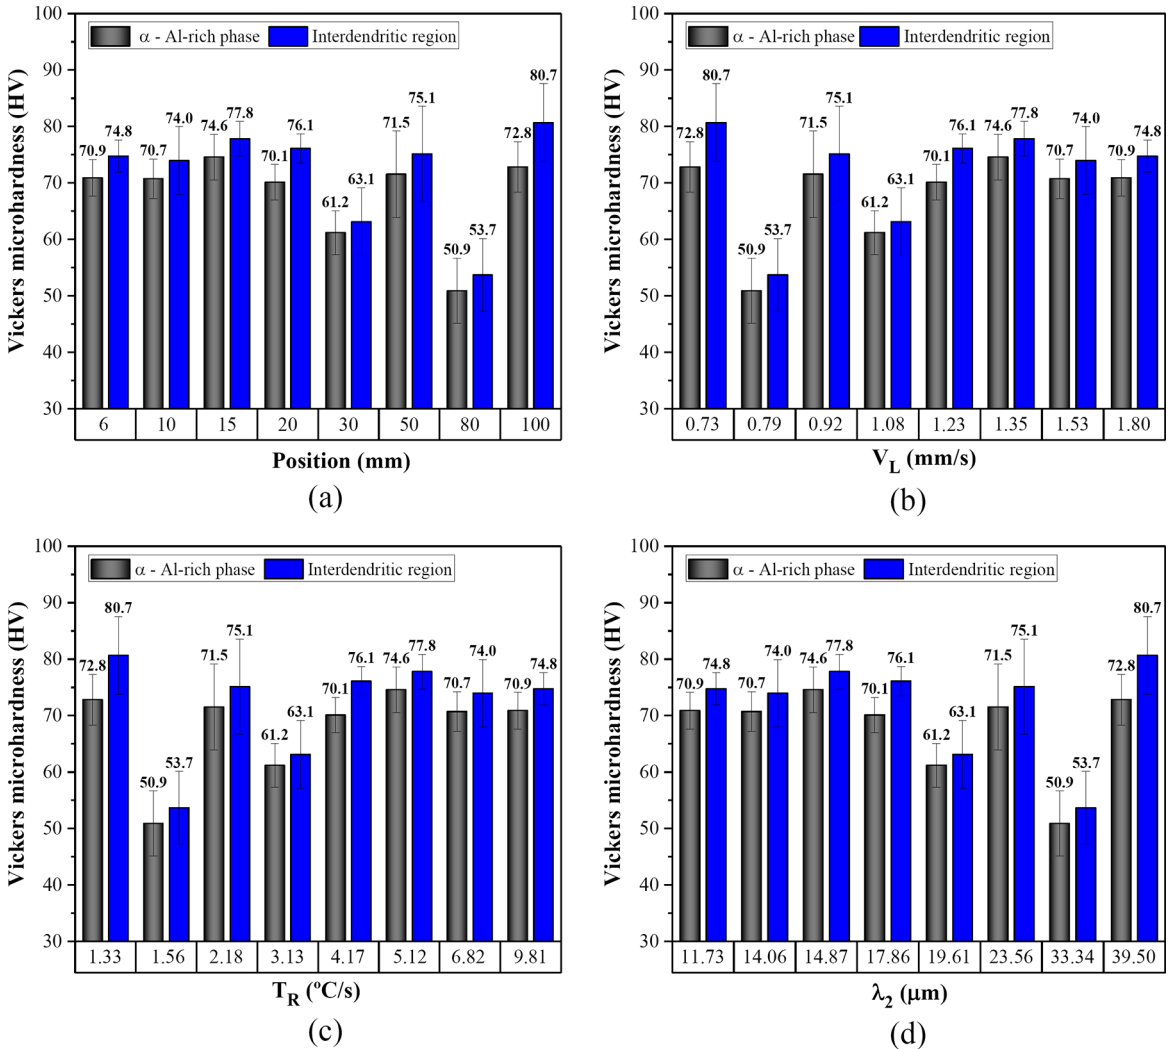 α - Al-rich phase Interdendritic region
Vickers microhardness (HV)
100
90
80
70
60
50
40
30
70.9 74.8 70.7 74.0 74.6 77.8 70.1 76.1 61.2 63.1 71.5 75.1 50.9 53.7 72.8 80.7
6 10 15 20 30 50 80 100
Position (mm)
(a)
α - Al-rich phase Interdendritic region
Vickers microhardness (HV)
100
90
80
70
60
50
40
30
72.8 80.7 50.9 53.7 71.5 75.1 61.2 63.1 70.1 76.1 74.6 77.8 70.7 74.0 70.9 74.8
0.73 0.79 0.92 1.08 1.23 1.35 1.53 1.80
V_L (mm/s)
(b)
α - Al-rich phase Interdendritic region
Vickers microhardness (HV)
100
90
80
70
60
50
40
30
72.8 80.7 50.9 53.7 71.5 75.1 61.2 63.1 70.1 76.1 74.6 77.8 70.7 74.0 70.9 74.8
1.33 1.56 2.18 3.13 4.17 5.12 6.82 9.81
T_R (ºC/s)
(c)
α - Al-rich phase Interdendritic region
Vickers microhardness (HV)
100
90
80
70
60
50
40
30
70.9 74.8 70.7 74.0 74.6 77.8 70.1 76.1 61.2 63.1 71.5 75.1 50.9 53.7 72.8 80.7
11.73 14.06 14.87 17.86 19.61 23.56 33.34 39.50
λ_2 (μm)
(d)